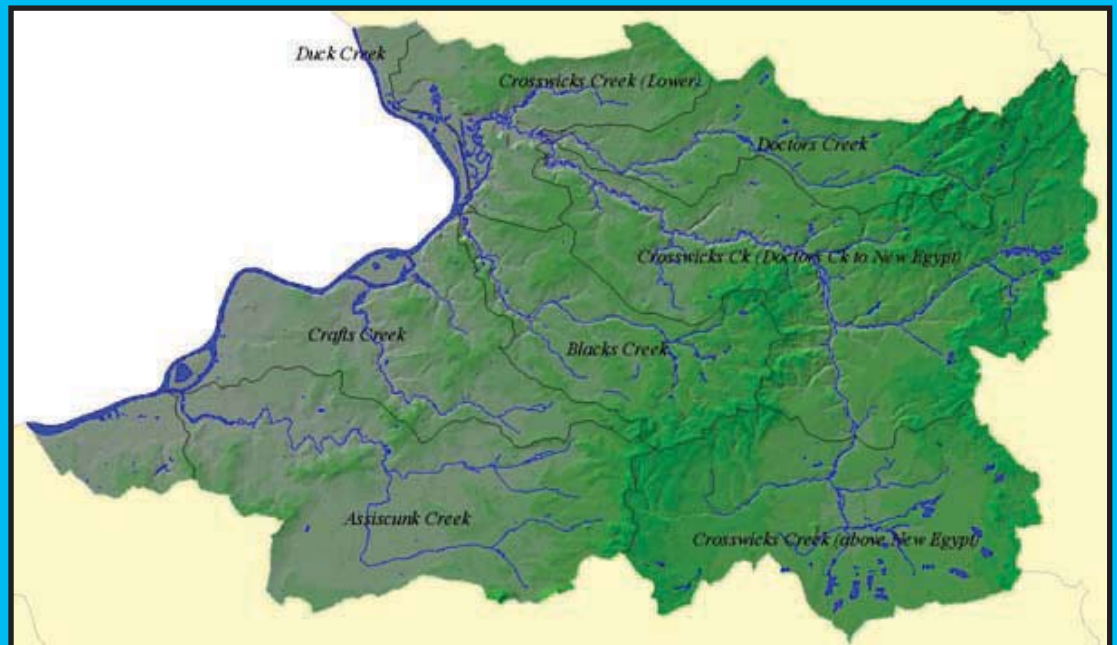 Duck Creek
Crosswicks Creek (Lower)
Doctors Creek
Crosswicks Ck (Doctors Ck to New Egypt)
Crafts Creek
Blacks Creek
Assiscunk Creek
Crosswicks Creek (above New Egypt)